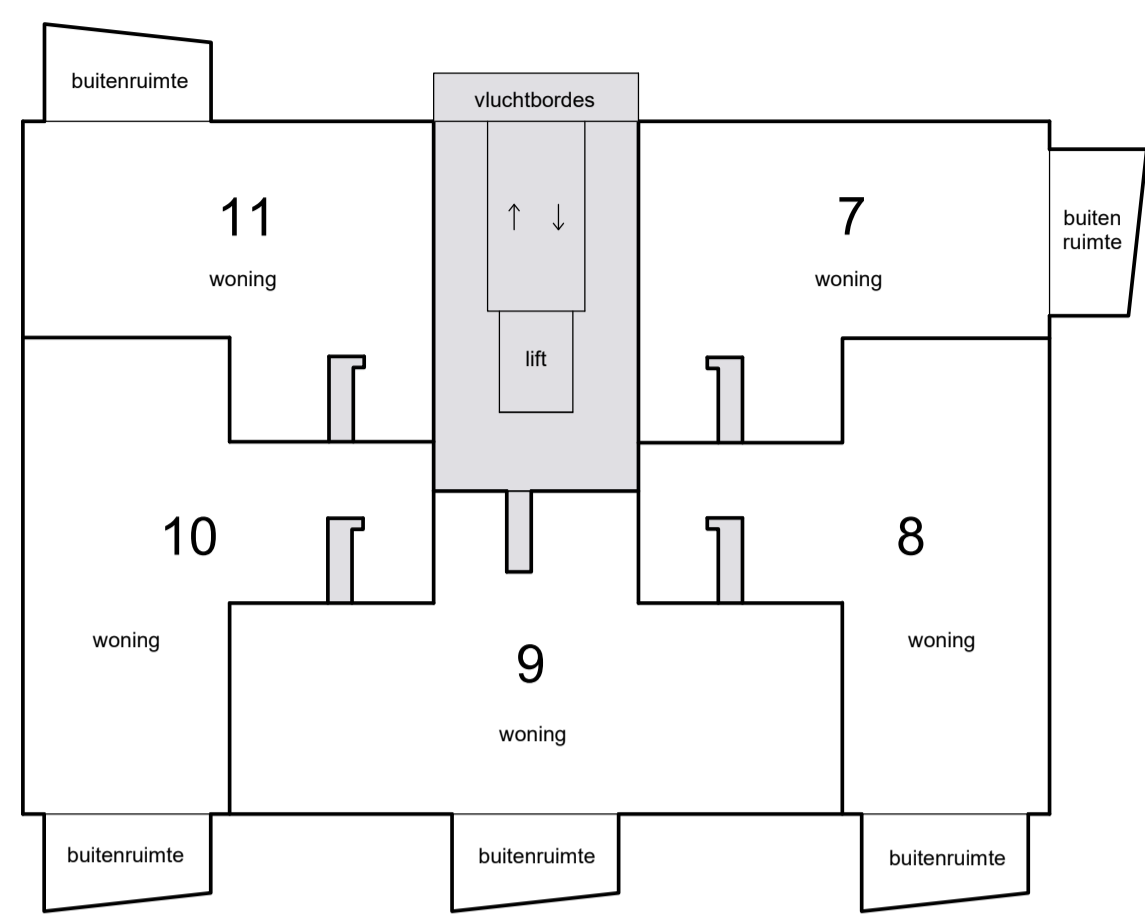 buitenruimte
vluchtbordes
11
woning
↑ ↓
7
woning
buiten
ruimte
lift
10
woning
8
woning
9
woning
buitenruimte
buitenruimte
buitenruimte